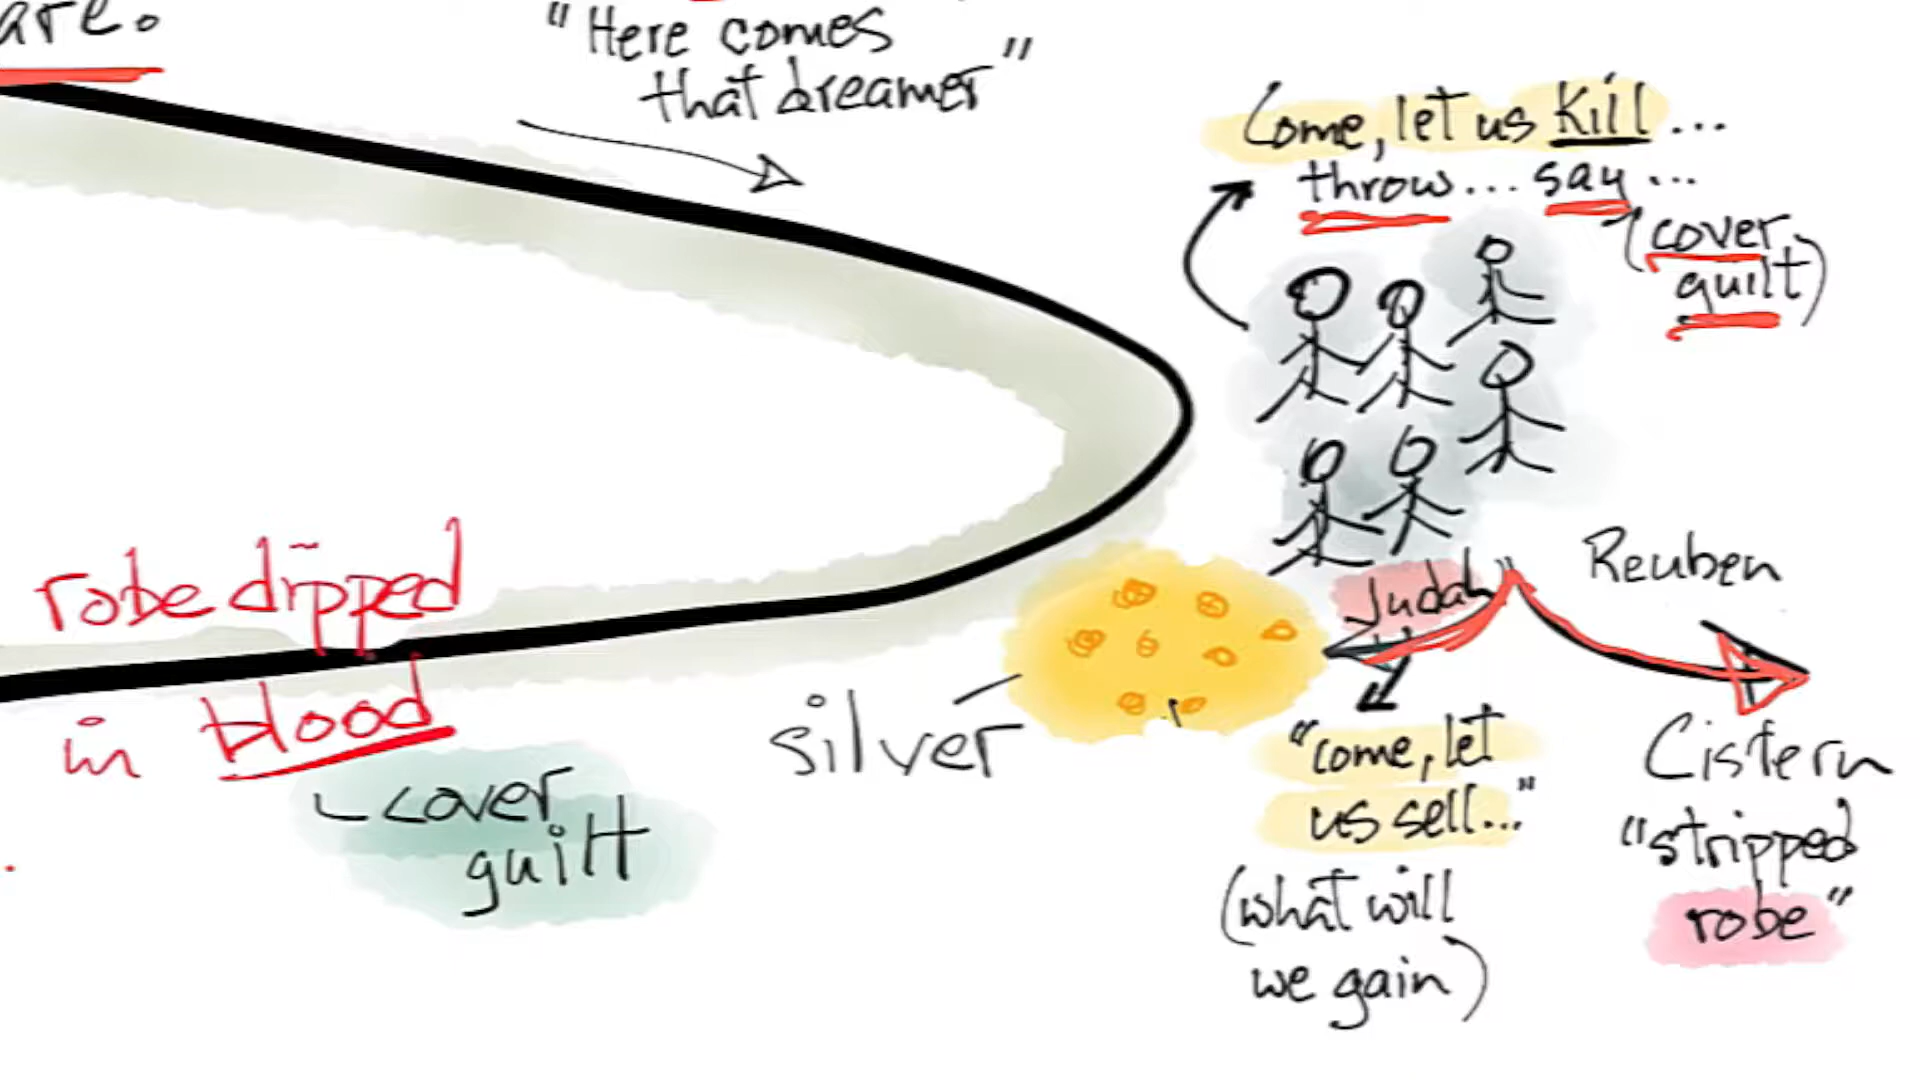 are.
"Here comes
that dreamer"
Come, let us Kill...
throw... say...
(cover
guilt)
robe dipped
in blood
cover
guilt
silver
Judah
"come, let
us sell..."
(what will
we gain)
Reuben
Cistern
"stripped
robe"